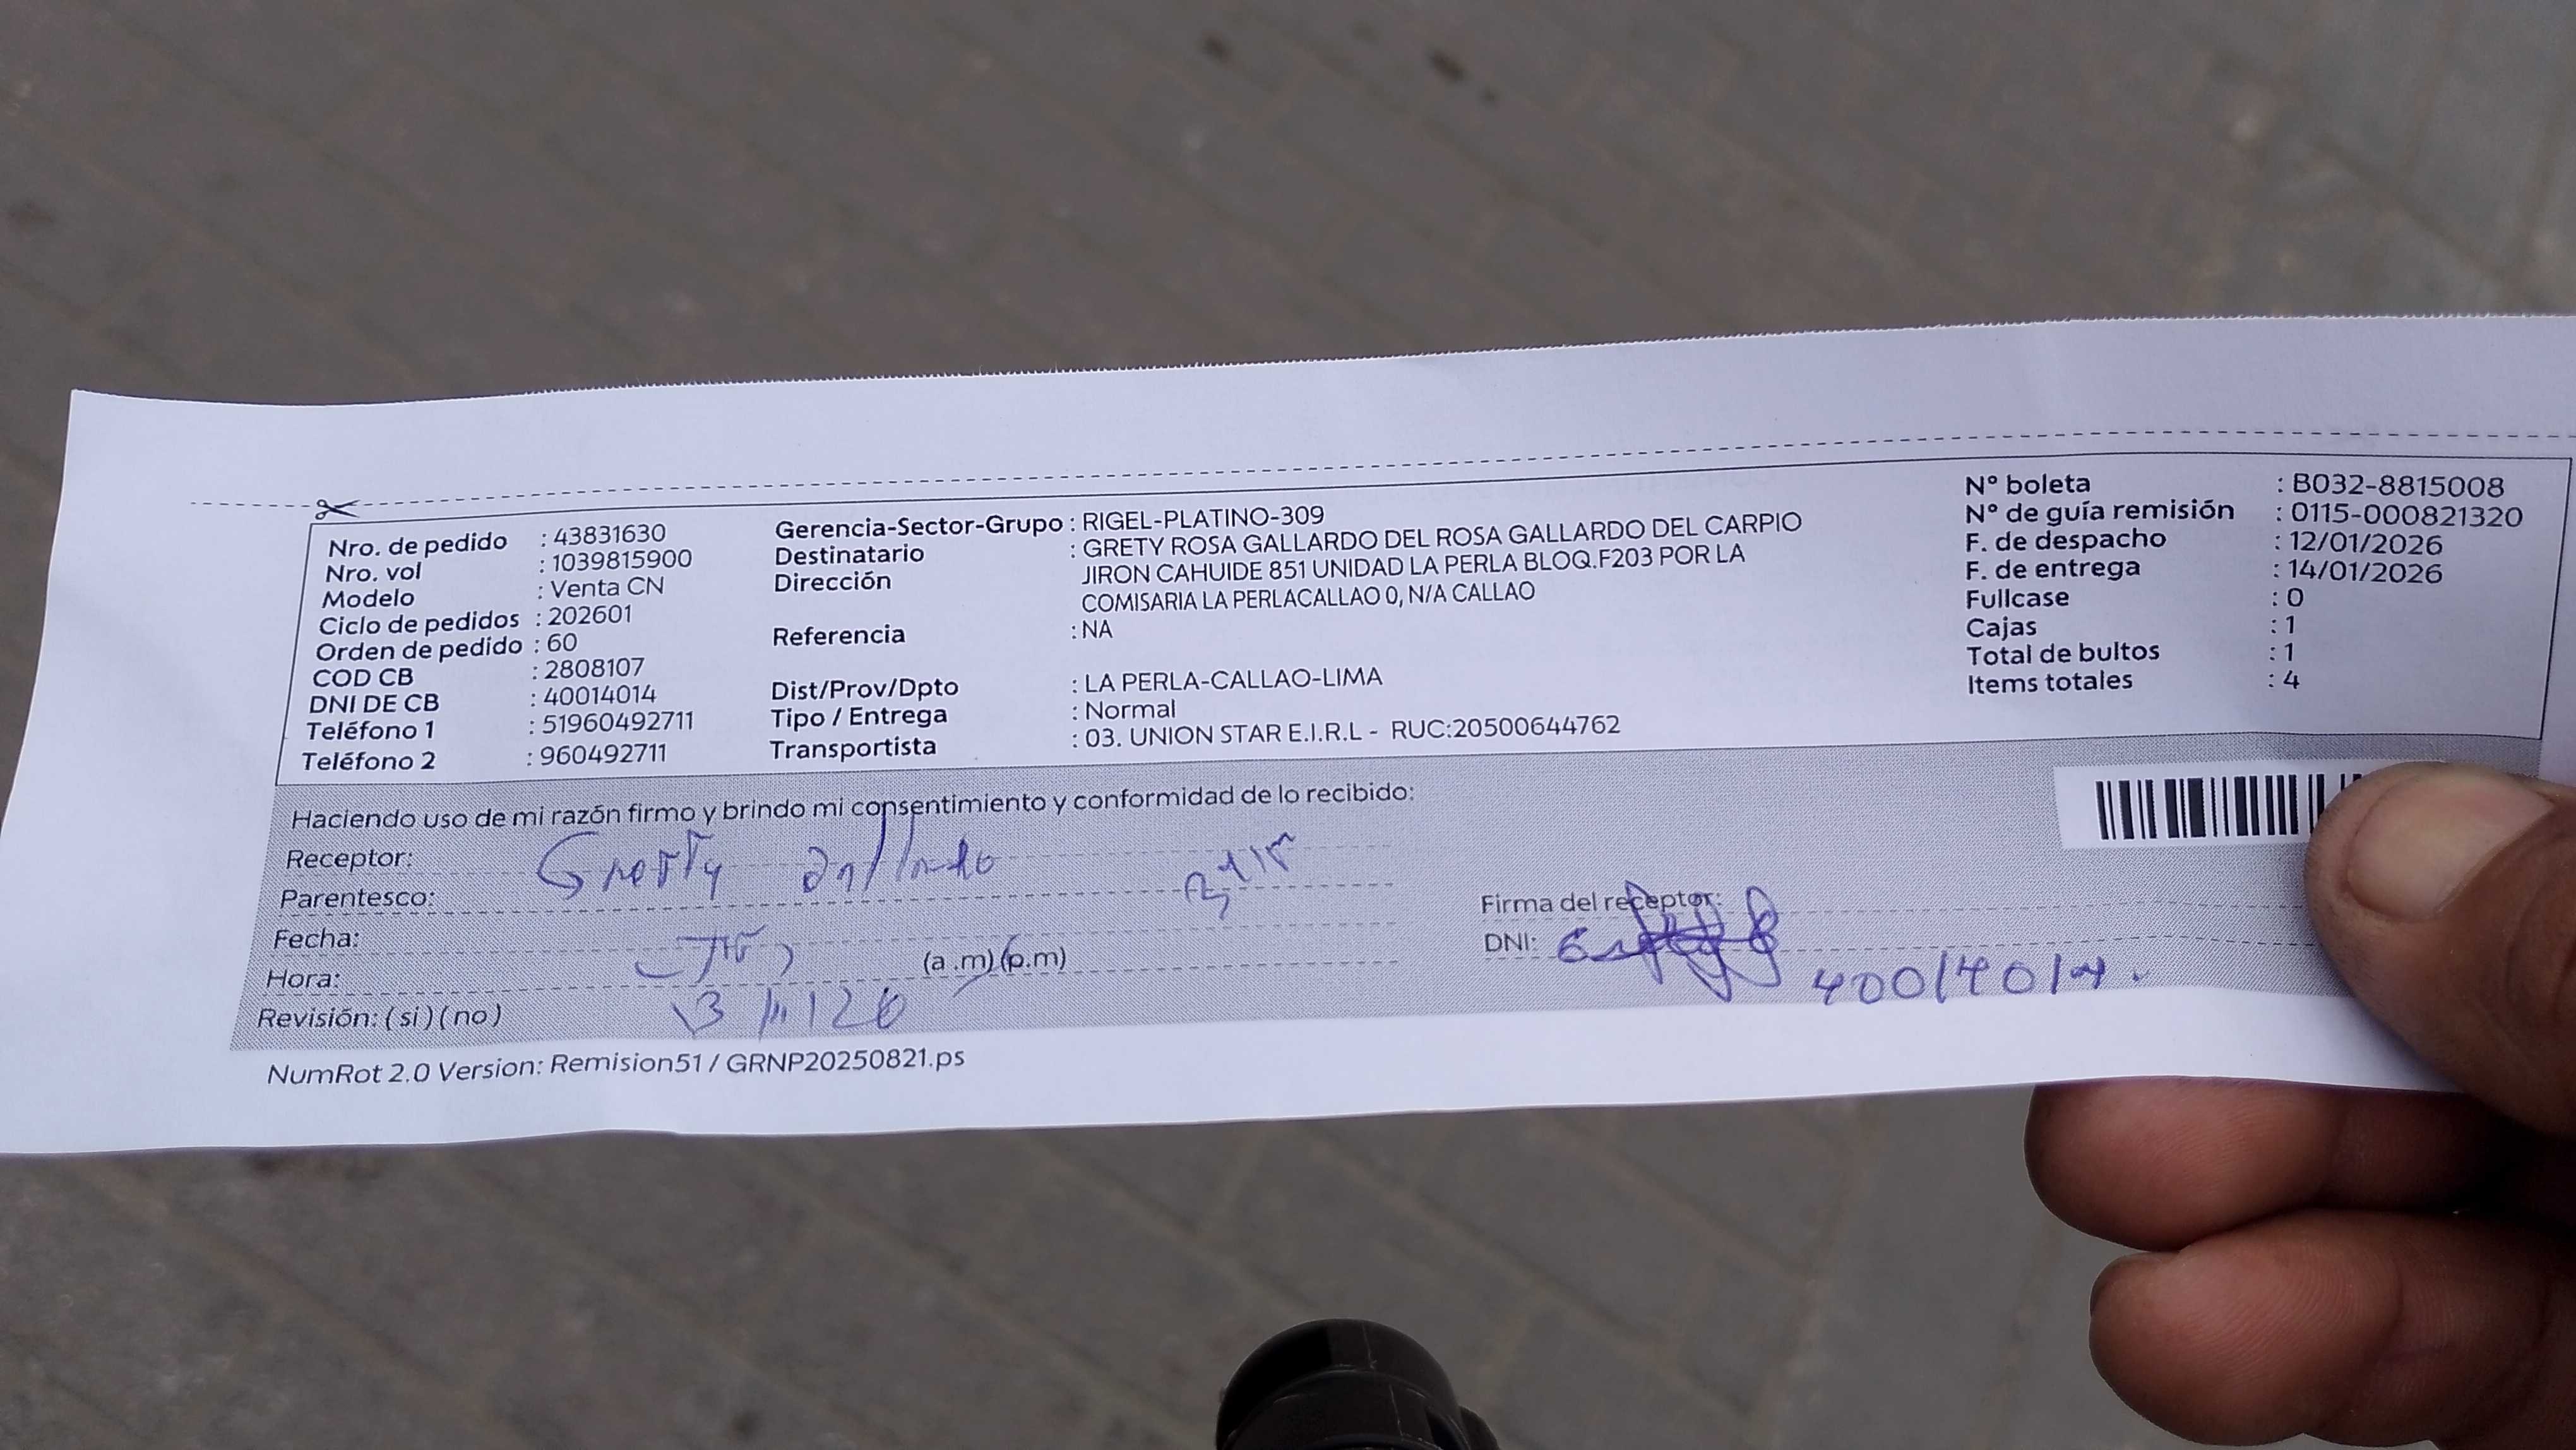 Nro. de pedido : 43831630
Nro. vol : 1039815900
Modelo : Venta CN
Ciclo de pedidos : 202601
Orden de pedido : 60
COD CB : 2808107
DNI DE CB : 40014014
Teléfono 1 : 51960492711
Teléfono 2 : 960492711
Gerencia-Sector-Grupo : RIGEL-PLATINO-309
Destinatario : GRETY ROSA GALLARDO DEL ROSA GALLARDO DEL CARPIO
Dirección JIRON CAHUIDE 851 UNIDAD LA PERLA BLOQ.F203 POR LA
COMISARIA LA PERLACALLAO 0, N/A CALLAO
Referencia : NA
Dist/Prov/Dpto : LA PERLA-CALLAO-LIMA
Tipo / Entrega : Normal
Transportista : 03. UNION STAR E.I.R.L - RUC:20500644762
N° boleta : B032-8815008
N° de guía remisión : 0115-000821320
F. de despacho : 12/01/2026
F. de entrega : 14/01/2026
Fullcase : 0
Cajas : 1
Total de bultos : 1
Items totales : 4
Haciendo uso de mi razón firmo y brindo mi consentimiento y conformidad de lo recibido:
Receptor:
Parentesco:
Fecha:
Hora: (a .m) (p.m)
Revisión: ( si ) ( no )
Firma del receptor:
DNI: 40014014.
NumRot 2.0 Version: Remision51 / GRNP20250821.ps